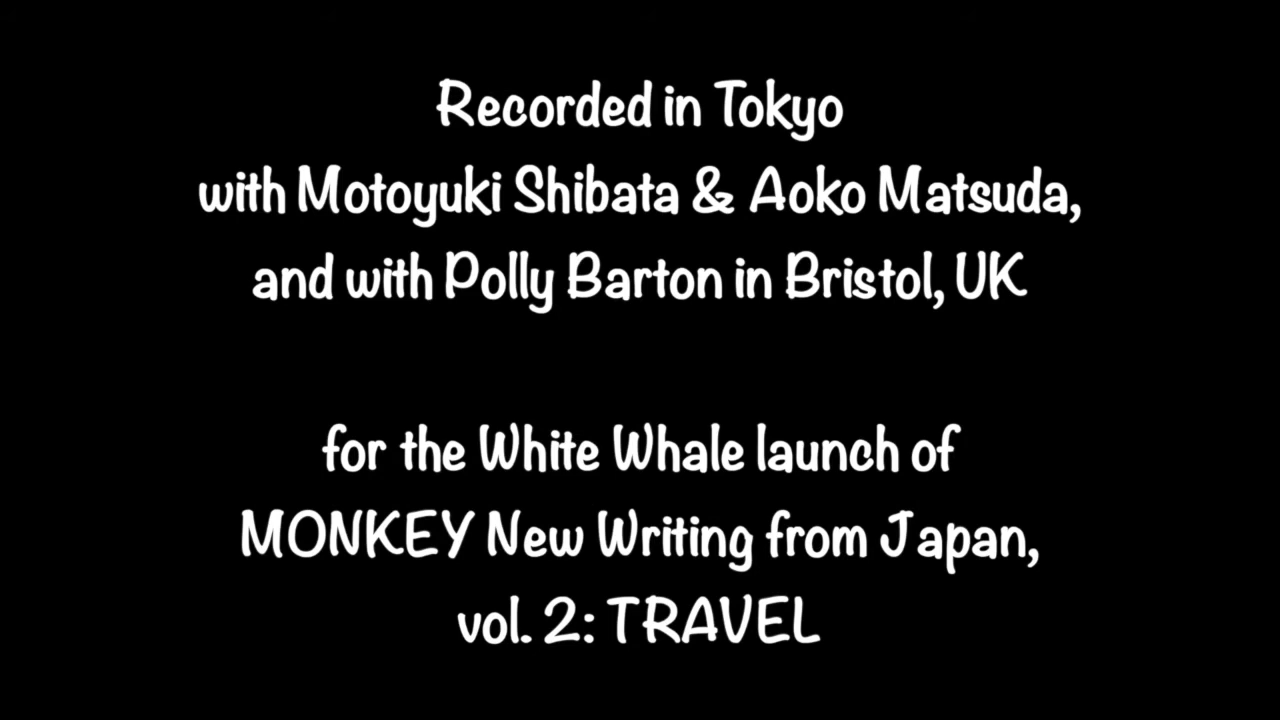 Recorded in Tokyo
with Motoyuki Shibata & Aoko Matsuda,
and with Polly Barton in Bristol, UK
for the White Whale launch of
MONKEY New Writing from Japan,
vol. 2: TRAVEL